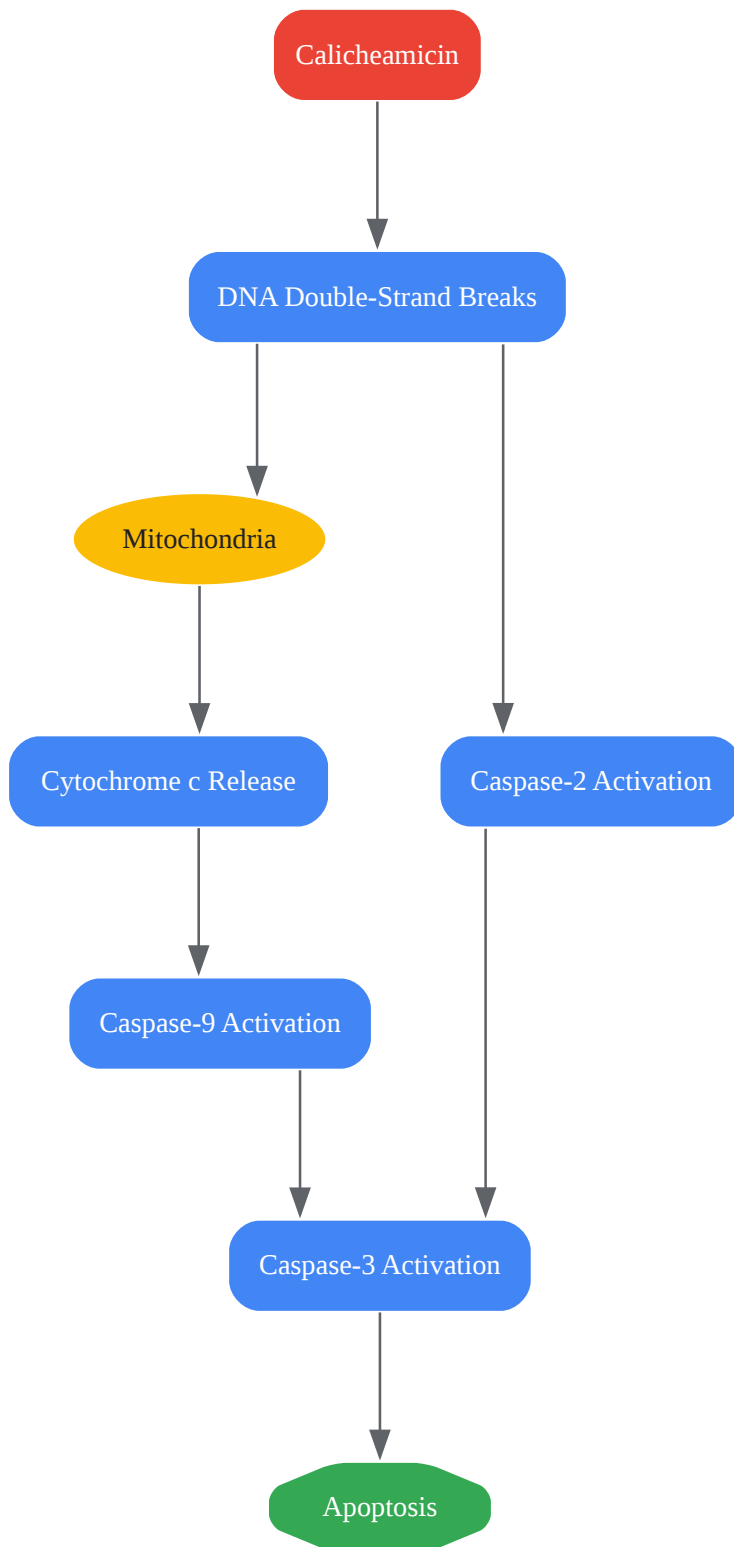 Calicheamicin
DNA Double-Strand Breaks
Mitochondria
Cytochrome c Release
Caspase-2 Activation
Caspase-9 Activation
Caspase-3 Activation
Apoptosis